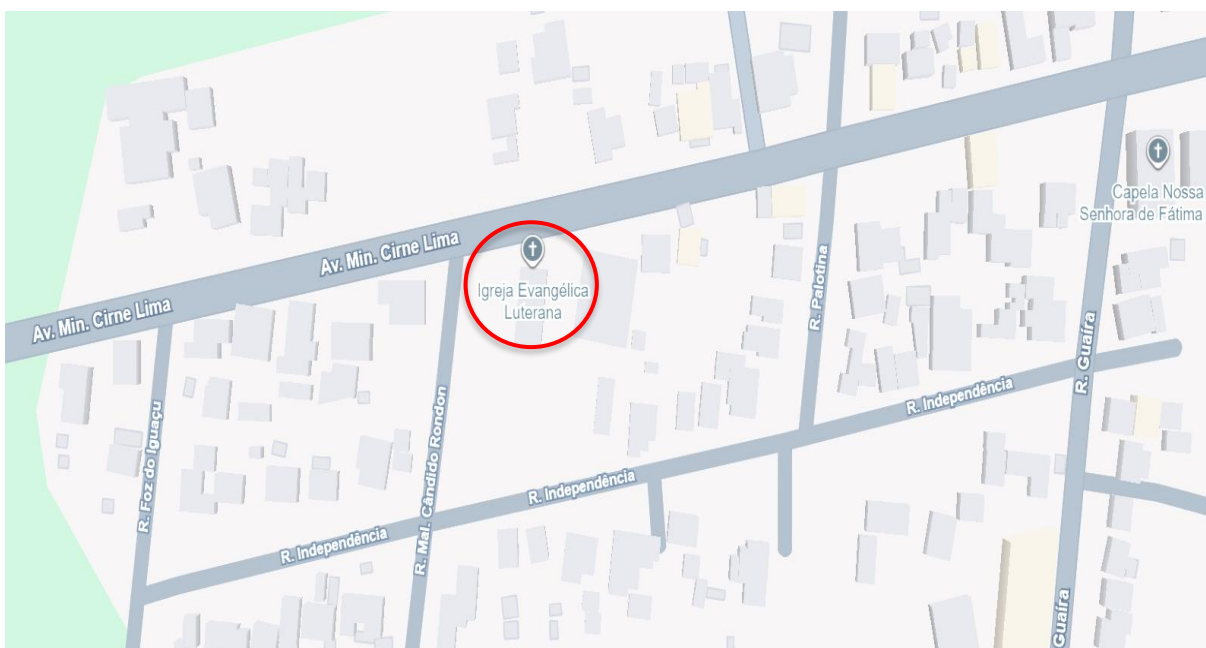 Capela Nossa
Senhora de Fátima
Av. Min. Cirne Lima
Av. Min. Cirne Lima
Igreja Evangélica
Luterana
R. Palotina
R. Guaíra
R. Foz do Iguaçu
R. Mal. Cândido Rondon
R. Independência
R. Independência
R. Independência
Guaíra